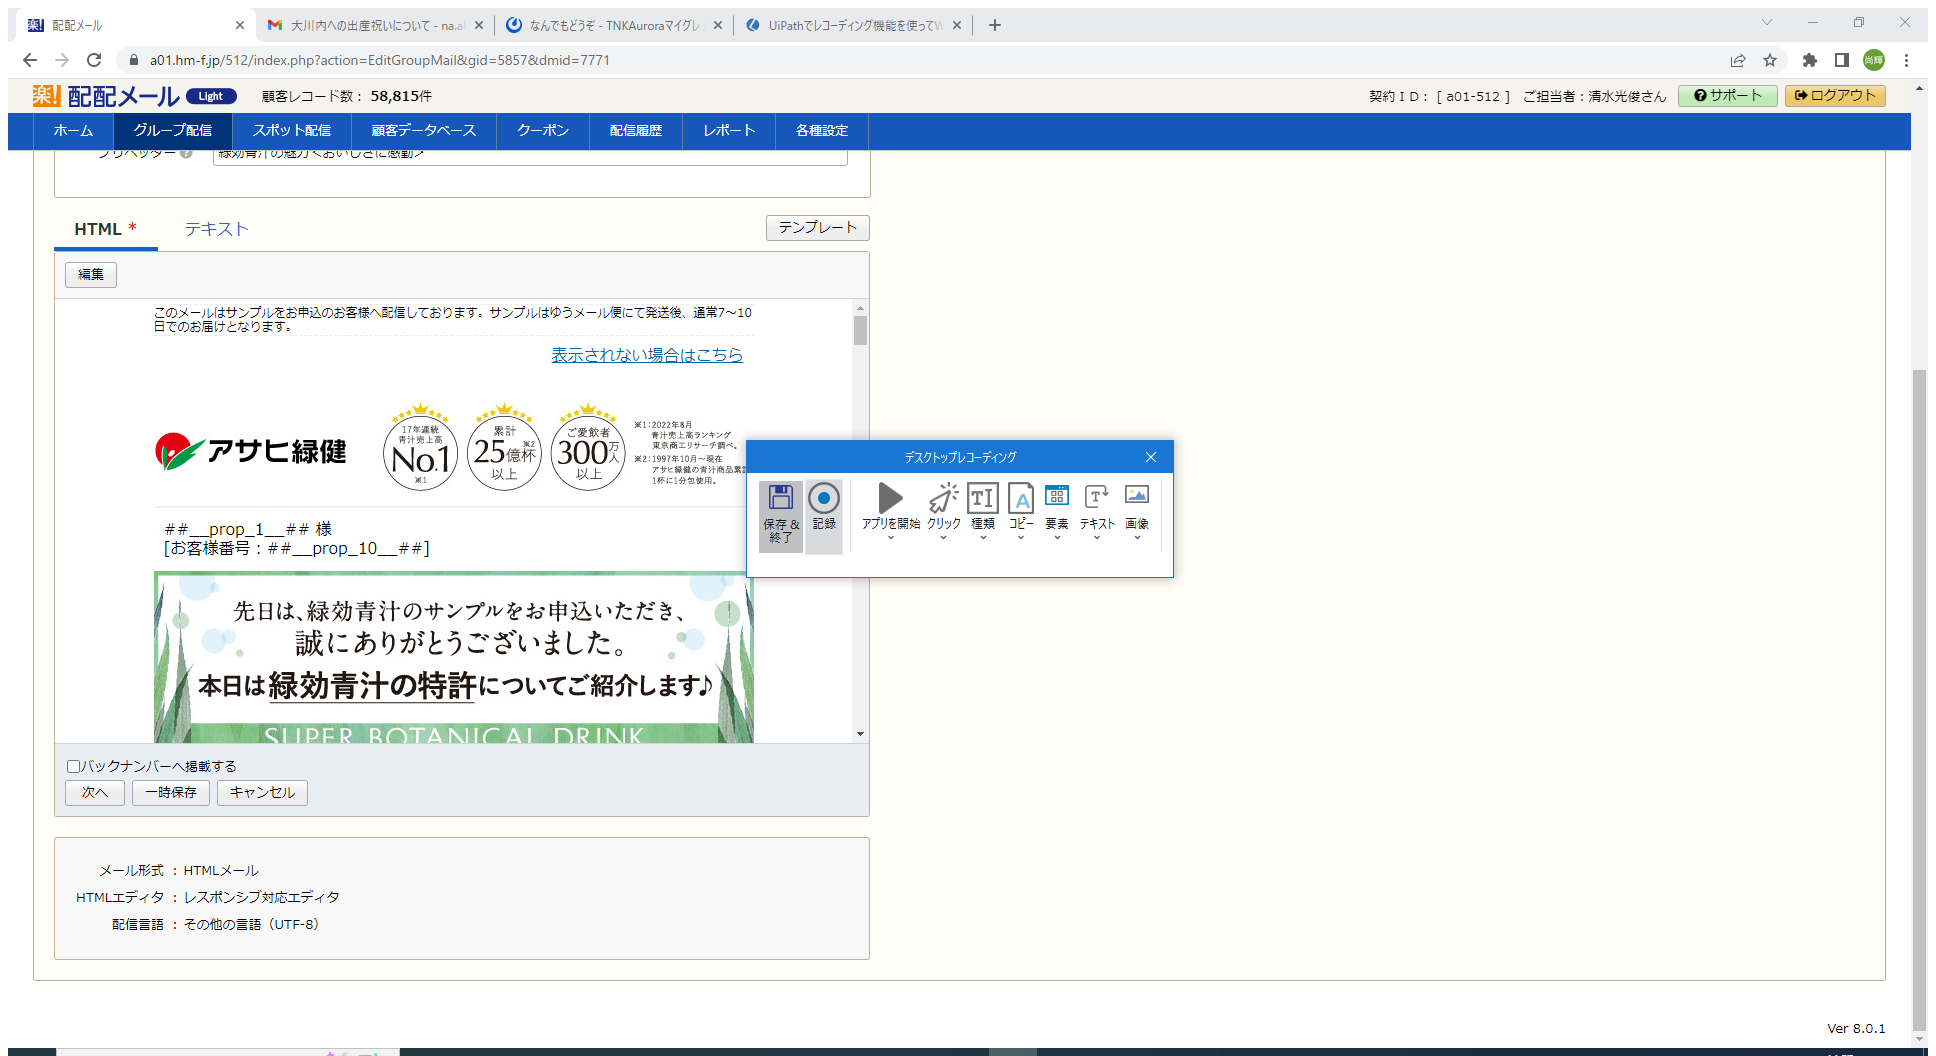 配配メール
大川内への出産祝いについて - na.a
なんでもどうぞ - TNKAuroraマイグレ
UiPathでレコーディング機能を使ってW
a01.hm-f.jp/512/index.php?action=EditGroupMail&gid=5857&dmid=7771
尚輝
楽! 配配メール Light 顧客レコード数： 58,815件
契約ＩＤ：［ a01-512 ］ ご担当者：清水光俊さん サポート ログアウト
ホーム グループ配信 スポット配信 顧客データベース クーポン 配信履歴 レポート 各種設定
プリヘッダー 緑効青汁の魅力<おいしさに感動>
HTML * テキスト テンプレート
編集
このメールはサンプルをお申込のお客様へ配信しております。サンプルはゆうメール便にて発送後、通常7～10
日でのお届けとなります。
表示されない場合はこちら
アサヒ緑健
17年連続
青汁売上高
No.1
※1
累計
25億杯※2
以上
ご愛飲者
300万人
以上
※1:2022年8月
青汁売上高ランキング
東京商工リサーチ調べ。
※2:1997年10月～現在
アサヒ緑健の青汁商品累
1杯に1分包使用。
##__prop_1__## 様
[お客様番号：##__prop_10__##]
先日は、緑効青汁のサンプルをお申込いただき、
誠にありがとうございました。
本日は緑効青汁の特許についてご紹介します♪
SUPER BOTANICAL DRINK
デスクトップレコーディング
保存 &
終了
記録
アプリを開始
クリック
種類
コピー
要素
テキスト
画像
バックナンバーへ掲載する
次へ 一時保存 キャンセル
メール形式 ：HTMLメール
HTMLエディタ ：レスポンシブ対応エディタ
配信言語 ：その他の言語（UTF-8）
Ver 8.0.1